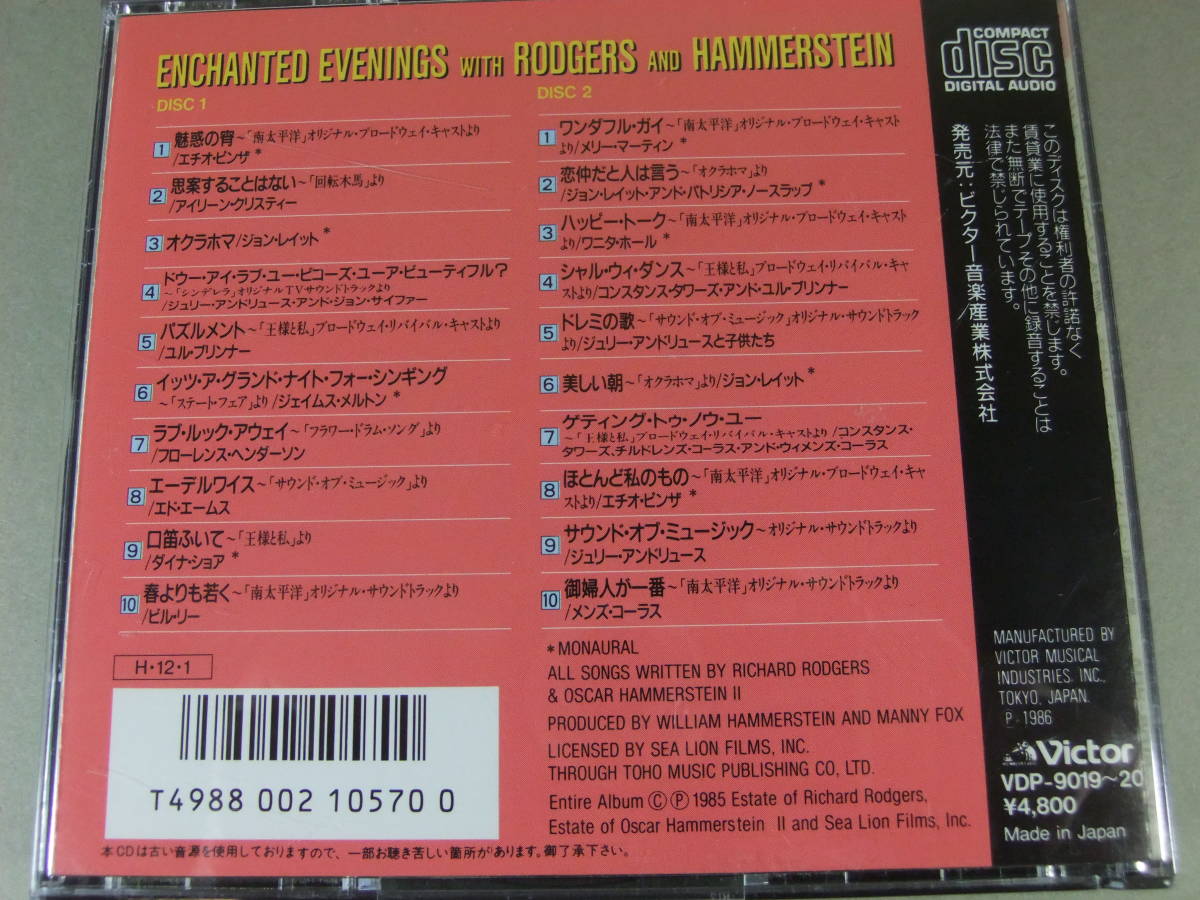 ENCHANTED EVENINGS WITH RODGERS AND HAMMERSTEIN
DISC 1
1 魅惑の宵～「南太平洋」オリジナル・ブロードウェイ・キャストより
/エチオ・ピンザ *
2 思案することはない～「回転木馬」より
/アイリーン・クリスティー
3 オクラホマ/ジョン・レイット *
4 ドゥー・アイ・ラブ・ユー・ビコーズ・ユーア・ビューティフル?
～「シンデレラ」オリジナルTVサウンドトラックより
/ジュリー・アンドリュース・アンド・ジョン・サイファー
5 パズルメント～「王様と私」ブロードウェイ・リバイバル・キャストより
/ユル・ブリンナー
6 イッツ・ア・グランド・ナイト・フォー・シンギング
～「ステート・フェア」より/ジェイムス・メルトン *
7 ラブ・ルック・アウェイ～「フラワー・ドラム・ソング」より
/フローレンス・ヘンダーソン
8 エーデルワイス～「サウンド・オブ・ミュージック」より
/エド・エームス
9 口笛ふいて～「王様と私」より
/ダイナ・ショア *
10 春よりも若く～「南太平洋」オリジナル・サウンドトラックより
/ビル・リー
DISC 2
1 ワンダフル・ガイ～「南太平洋」オリジナル・ブロードウェイ・キャスト
より/メリー・マーティン *
2 恋仲だと人は言う～「オクラホマ」より
/ジョン・レイット・アンド・パトリシア・ノースラップ *
3 ハッピー・トーク～「南太平洋」オリジナル・ブロードウェイ・キャスト
より/ワニタ・ホール *
4 シャル・ウィ・ダンス～「王様と私」ブロードウェイ・リバイバル・キャ
ストより/コンスタンス・タワーズ・アンド・ユル・ブリンナー
5 ドレミの歌～「サウンド・オブ・ミュージック」オリジナル・サウンドトラック
より/ジュリー・アンドリュースと子供たち
6 美しい朝～「オクラホマ」より/ジョン・レイット *
7 ゲティング・トゥ・ノウ・ユー
～「王様と私」ブロードウェイ・リバイバル・キャストより/コンスタンス・
タワーズ、チルドレンズ・コーラス・アンド・ウィメンズ・コーラス
8 ほとんど私のもの～「南太平洋」オリジナル・ブロードウェイ・キャ
ストより/エチオ・ピンザ *
9 サウンド・オブ・ミュージック～オリジナル・サウンドトラックより
/ジュリー・アンドリュース
10 御婦人が一番～「南太平洋」オリジナル・サウンドトラックより
/メンズ・コーラス
* MONAURAL
ALL SONGS WRITTEN BY RICHARD RODGERS
& OSCAR HAMMERSTEIN II
PRODUCED BY WILLIAM HAMMERSTEIN AND MANNY FOX
LICENSED BY SEA LION FILMS, INC.
THROUGH TOHO MUSIC PUBLISHING CO, LTD.
Entire Album Ⓒ Ⓟ 1985 Estate of Richard Rodgers,
Estate of Oscar Hammerstein II and Sea Lion Films, Inc.
H・12・1
T4988 002 10570 0
本CDは古い音源を使用しておりますので、一部お聴き苦しい箇所があります。御了承下さい。
COMPACT
disc
DIGITAL AUDIO
このディスクは権利者の許諾なく
賃貸業に使用することを禁じます。
また無断でテープその他に録音することは
法律で禁じられています。
発売元:ビクター音楽産業株式会社
MANUFACTURED BY
VICTOR MUSICAL
INDUSTRIES, INC.,
TOKYO, JAPAN.
P-1986
Victor
VDP-9019～20
¥4,800
Made in Japan